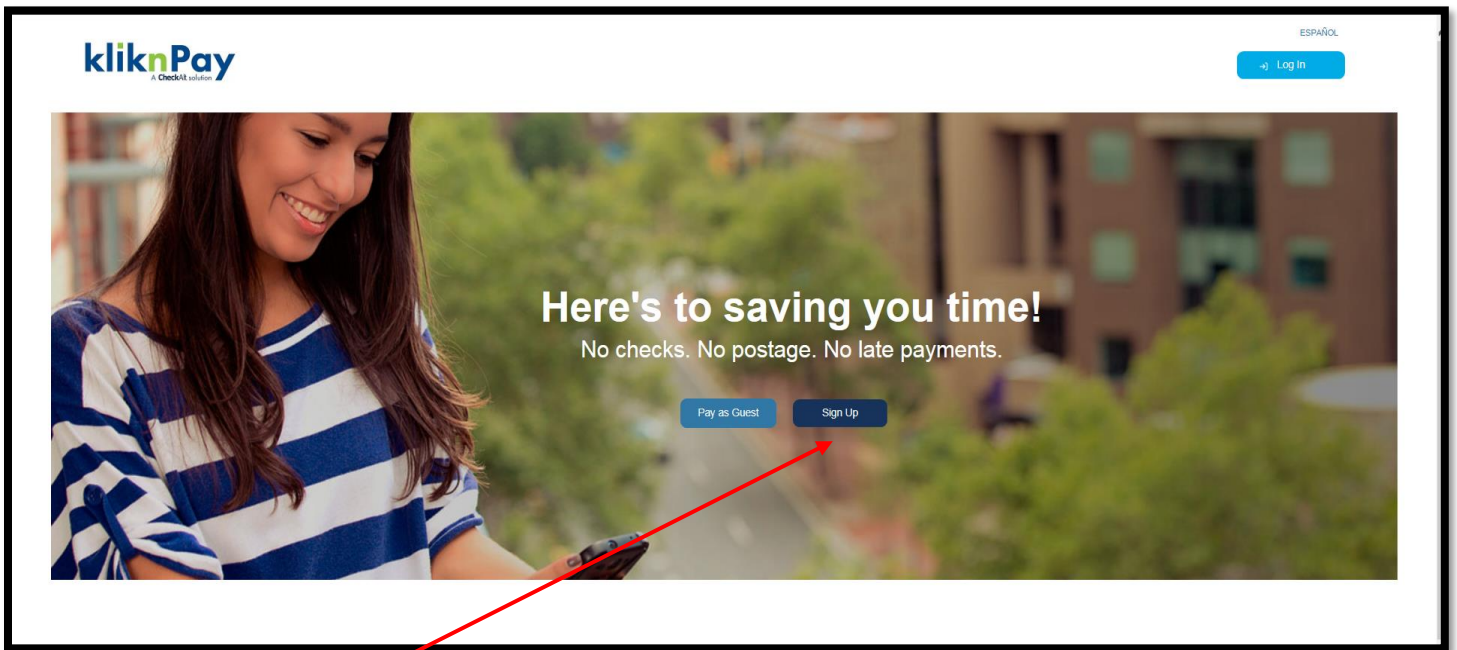 ESPAÑOL
kliknPay
A CheckAlt solution
Log In
Here's to saving you time!
No checks. No postage. No late payments.
Pay as Guest
Sign Up